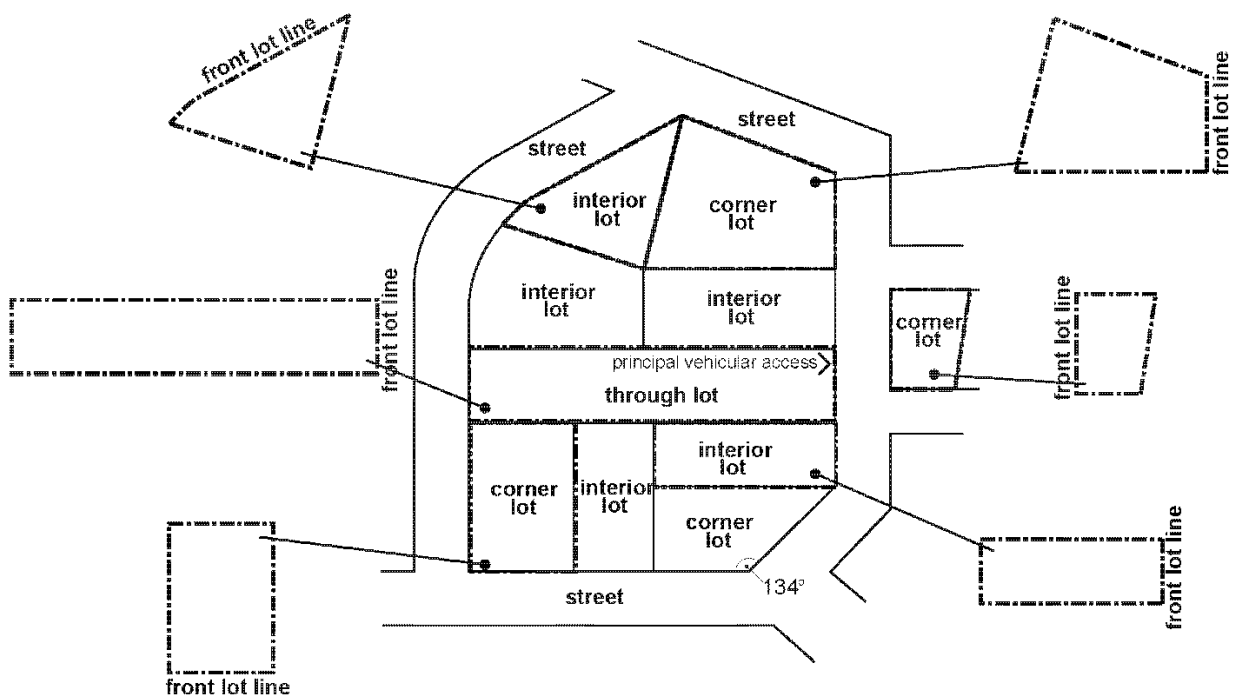 front lot line
front lot line
street
street
interior
lot
corner
lot
interior
lot
interior
lot
front lot line
corner
lot
front lot line
principal vehicular access
through lot
interior
lot
corner
lot
interior
lot
corner
lot
front lot line
134º
street
front lot line